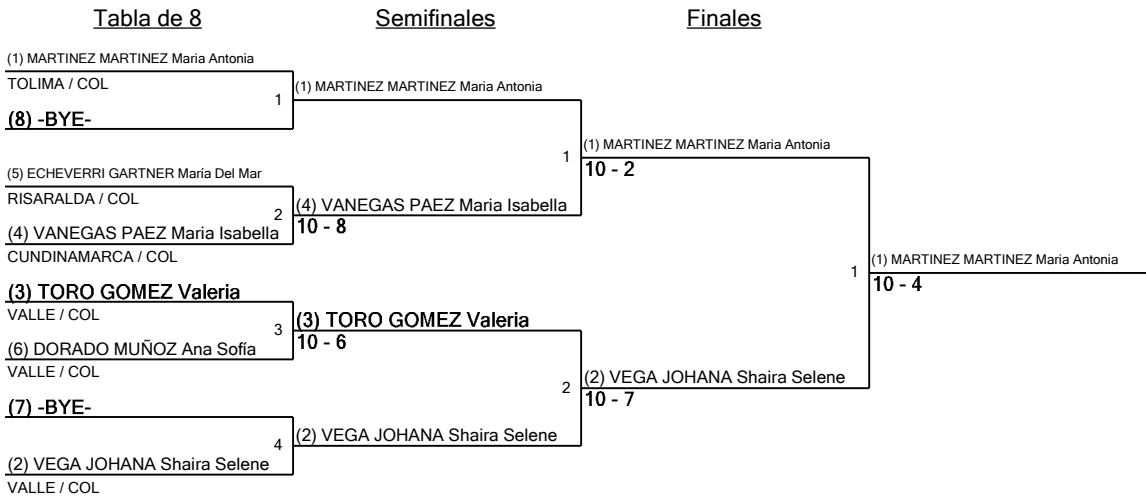 Tabla de 8
Semifinales
Finales
(1) MARTINEZ MARTINEZ Maria Antonia
TOLIMA / COL
1
(1) MARTINEZ MARTINEZ Maria Antonia
(8) -BYE-
1
(1) MARTINEZ MARTINEZ Maria Antonia
10 - 2
(5) ECHEVERRI GARTNER María Del Mar
RISARALDA / COL
2
(4) VANEGAS PAEZ Maria Isabella
10 - 8
(4) VANEGAS PAEZ Maria Isabella
CUNDINAMARCA / COL
1
(1) MARTINEZ MARTINEZ Maria Antonia
10 - 4
(3) TORO GOMEZ Valeria
VALLE / COL
3
(3) TORO GOMEZ Valeria
10 - 6
(6) DORADO MUÑOZ Ana Sofía
VALLE / COL
2
(2) VEGA JOHANA Shaira Selene
10 - 7
(7) -BYE-
4
(2) VEGA JOHANA Shaira Selene
(2) VEGA JOHANA Shaira Selene
VALLE / COL